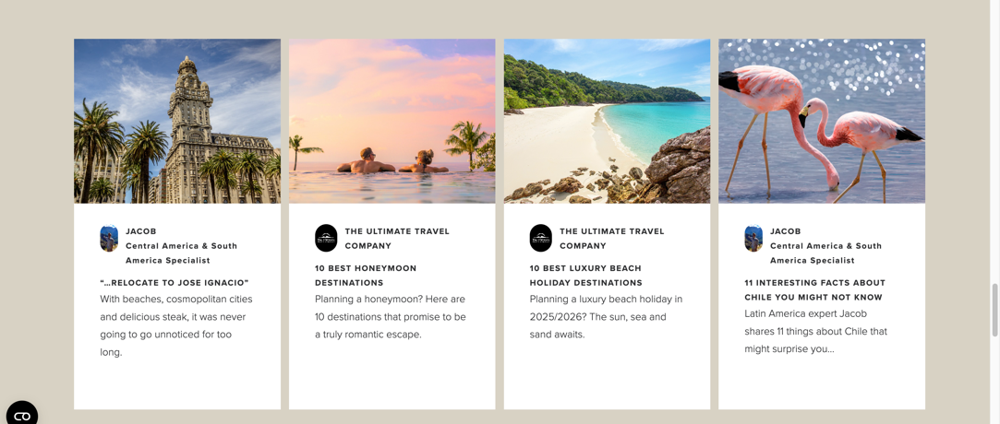 JACOB
Central America & South
America Specialist
“…RELOCATE TO JOSE IGNACIO”
With beaches, cosmopolitan cities
and delicious steak, it was never
going to go unnoticed for too
long.
THE ULTIMATE TRAVEL
COMPANY
10 BEST HONEYMOON
DESTINATIONS
Planning a honeymoon? Here are
10 destinations that promise to be
a truly romantic escape.
THE ULTIMATE TRAVEL
COMPANY
10 BEST LUXURY BEACH
HOLIDAY DESTINATIONS
Planning a luxury beach holiday in
2025/2026? The sun, sea and
sand awaits.
JACOB
Central America & South
America Specialist
11 INTERESTING FACTS ABOUT
CHILE YOU MIGHT NOT KNOW
Latin America expert Jacob
shares 11 things about Chile that
might surprise you…